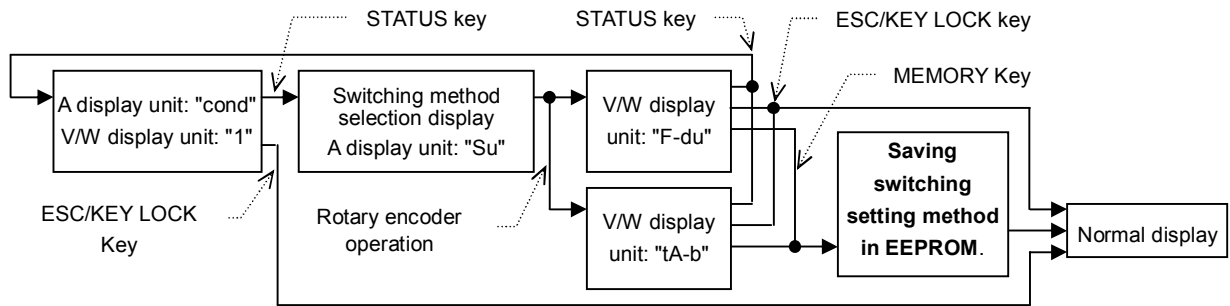 STATUS key
STATUS key
ESC/KEY LOCK key
MEMORY Key
A display unit: "cond"
V/W display unit: "1"
Switching method
selection display
A display unit: "Su"
V/W display
unit: "F-du"
Saving
switching
setting method
in EEPROM.
ESC/KEY LOCK
Key
Rotary encoder
operation
V/W display
unit: "tA-b"
Normal display